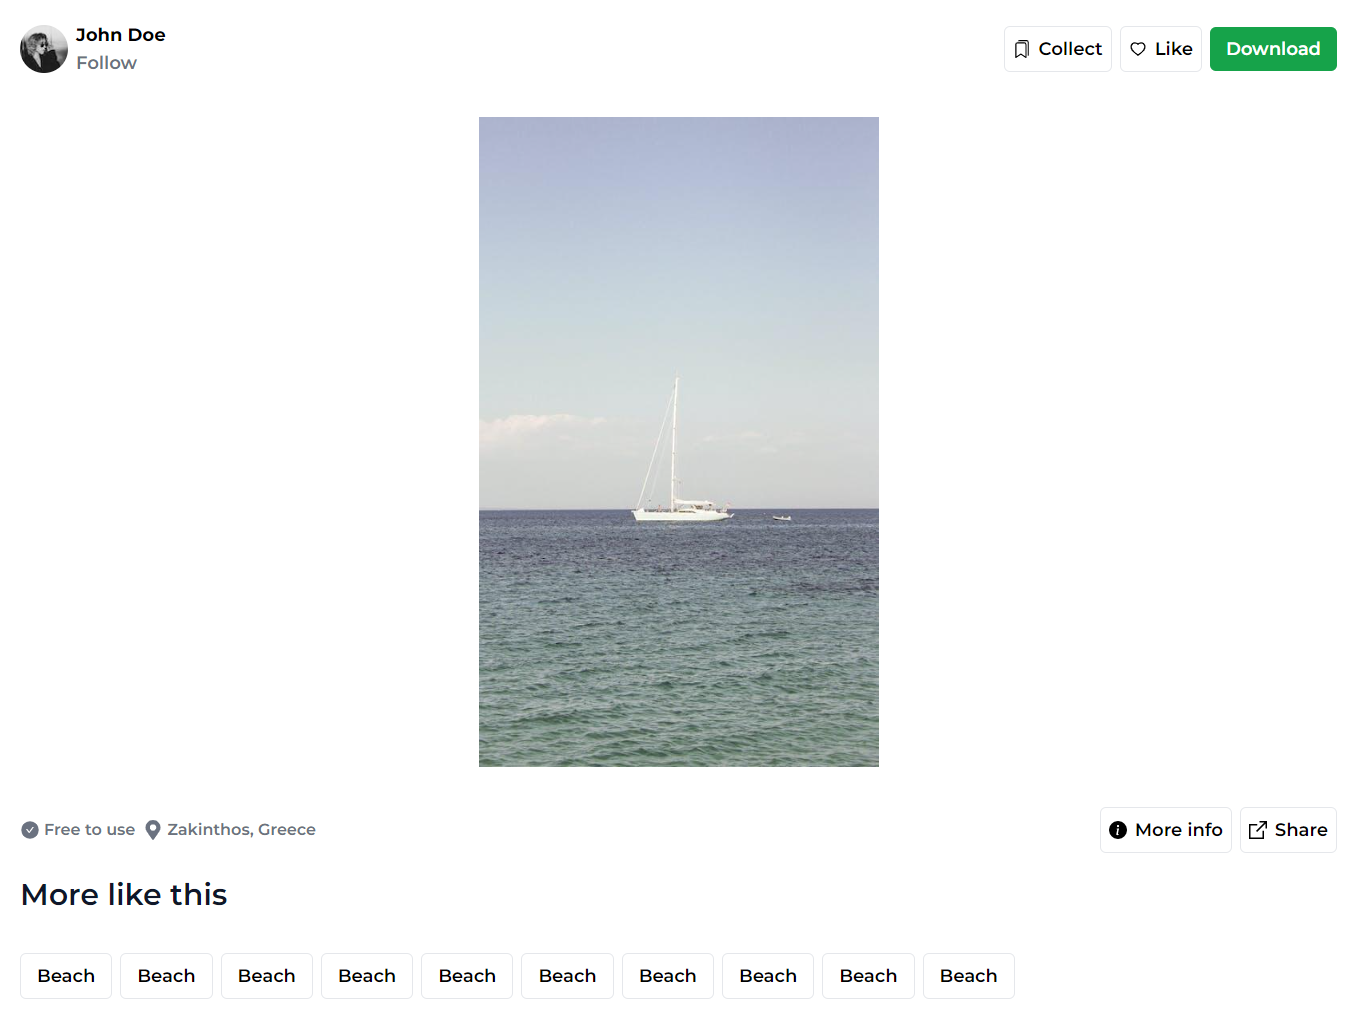 John Doe
Follow
Collect
Like
Download
Free to use
Zakinthos, Greece
More info
Share
More like this
Beach
Beach
Beach
Beach
Beach
Beach
Beach
Beach
Beach
Beach